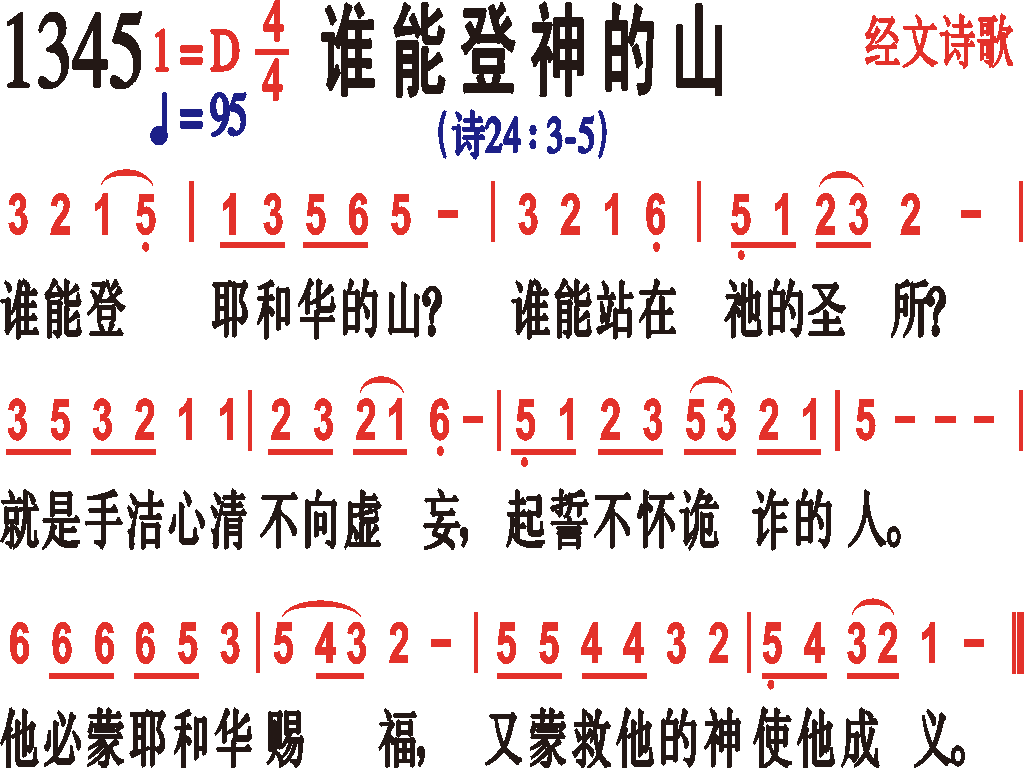 1345 1=D 4/4 谁能登神的山 经文诗歌
♩=95 (诗24:3-5)
3 2 1 5̣ | 1 3 5 6 5 - | 3 2 1 6̣ | 5̣ 1 2 3 2 - |
谁能登 耶和华的山? 谁能站在 祂的圣 所?
3 5 3 2 1 1 | 2 3 2 1 6̣ - | 5̣ 1 2 3 5 3 2 1 | 5 - - - |
就是手洁心清 不向虚 妄, 起誓不怀诡 诈的人。
6 6 6 6 5 3 | 5 4 3 2 - | 5 5 4 4 3 2 | 5̣ 4 3 2 1 - ‖
他必蒙耶和华赐 福, 又蒙救他的神使他成 义。